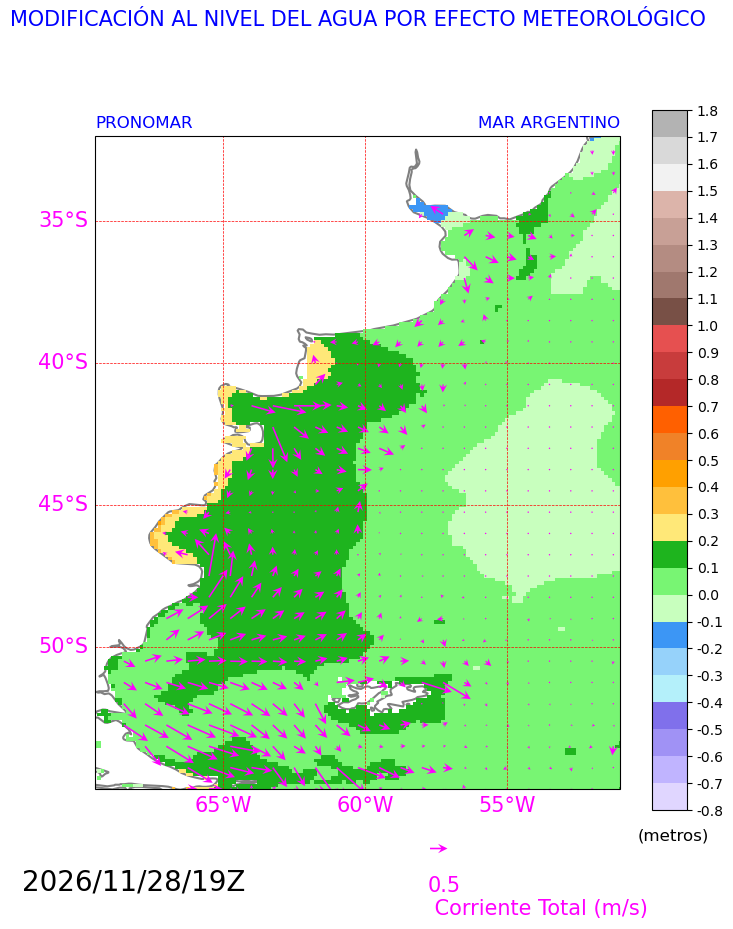 MODIFICACIÓN AL NIVEL DEL AGUA POR EFECTO METEOROLÓGICO
PRONOMAR MAR ARGENTINO
35°S
40°S
45°S
50°S
65°W 60°W 55°W
1.8
1.7
1.6
1.5
1.4
1.3
1.2
1.1
1.0
0.9
0.8
0.7
0.6
0.5
0.4
0.3
0.2
0.1
0.0
-0.1
-0.2
-0.3
-0.4
-0.5
-0.6
-0.7
-0.8
(metros)
2026/11/28/19Z
0.5
Corriente Total (m/s)